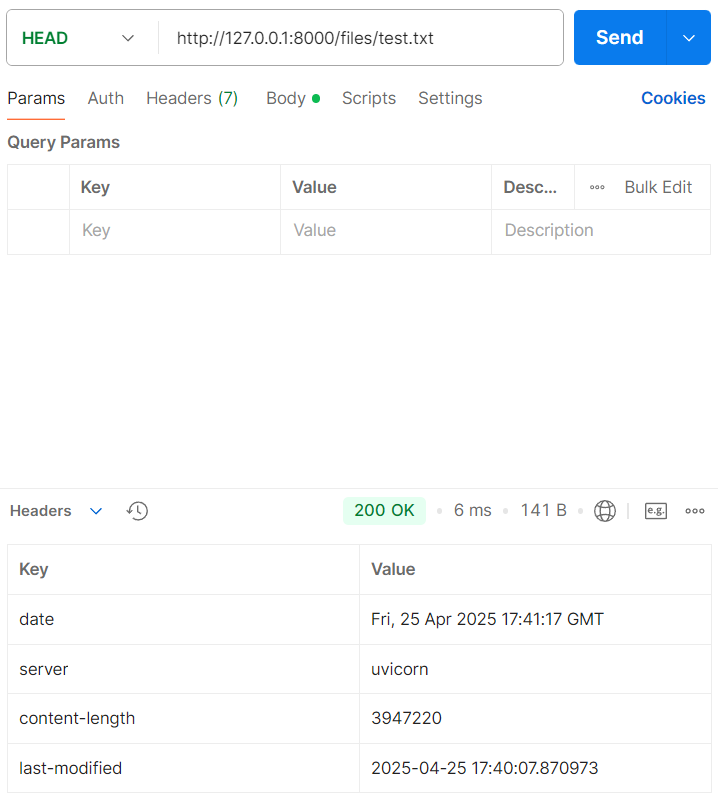 HEAD http://127.0.0.1:8000/files/test.txt Send
Params Auth Headers (7) Body Scripts Settings Cookies
Query Params
Key Value Desc... Bulk Edit
Key Value Description
Headers 200 OK 6 ms 141 B e.g.
Key Value
date Fri, 25 Apr 2025 17:41:17 GMT
server uvicorn
content-length 3947220
last-modified 2025-04-25 17:40:07.870973